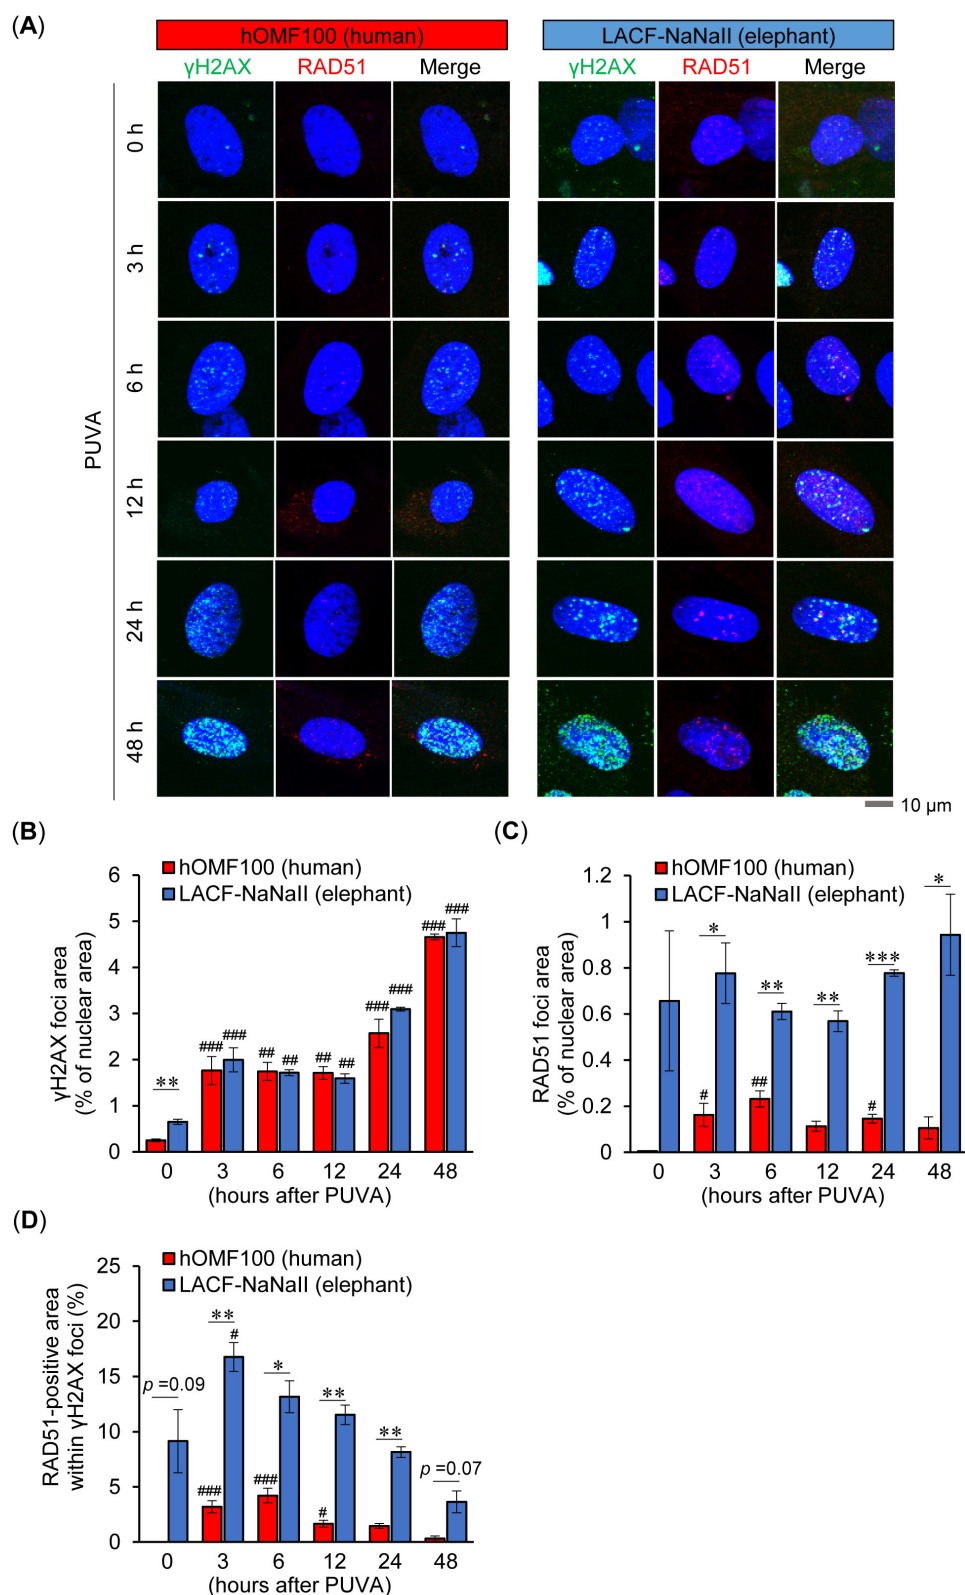 (A)
hOMF100 (human)
LACF-NaNaII (elephant)
γH2AX RAD51 Merge
γH2AX RAD51 Merge
PUVA
0 h
3 h
6 h
12 h
24 h
48 h
10 μm
(B)
hOMF100 (human)
LACF-NaNaII (elephant)
γH2AX foci area
(% of nuclear area)
6
5
4
3
2
1
0
**
### ###
## ##
## ##
### ###
### ###
0 3 6 12 24 48
(hours after PUVA)
(C)
hOMF100 (human)
LACF-NaNaII (elephant)
RAD51 foci area
(% of nuclear area)
1.2
1
0.8
0.6
0.4
0.2
0
* ** ** *** *
# ## #
0 3 6 12 24 48
(hours after PUVA)
(D)
hOMF100 (human)
LACF-NaNaII (elephant)
RAD51-positive area
within γH2AX foci (%)
25
20
15
10
5
0
p =0.09
** * ** **
p =0.07
### # ### #
0 3 6 12 24 48
(hours after PUVA)